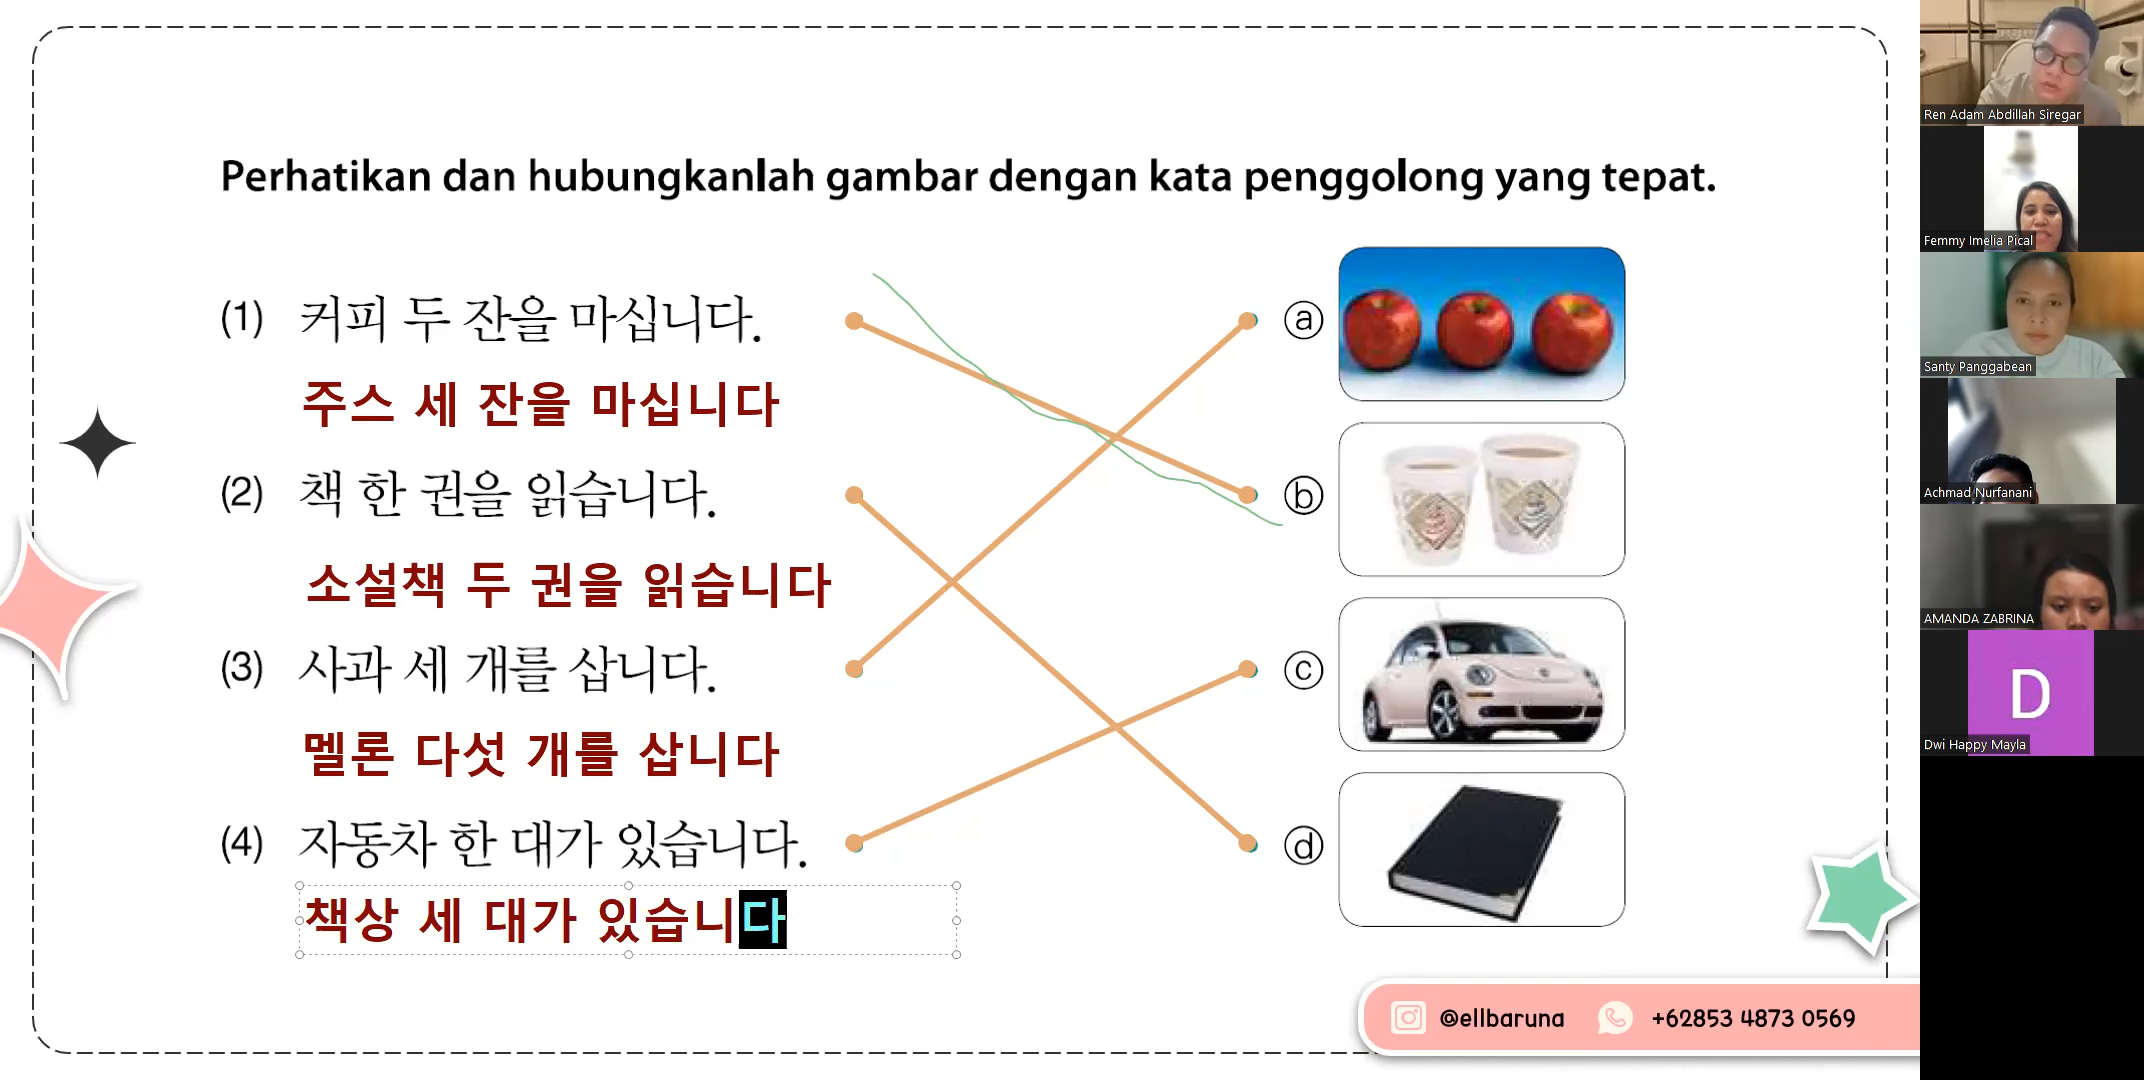 Perhatikan dan hubungkanlah gambar dengan kata penggolong yang tepat.
(1) 커피 두 잔을 마십니다.
주스 세 잔을 마십니다
(2) 책 한 권을 읽습니다.
소설책 두 권을 읽습니다
(3) 사과 세 개를 삽니다.
멜론 다섯 개를 삽니다
(4) 자동차 한 대가 있습니다.
책상 세 대가 있습니다
ⓐ
ⓑ
ⓒ
ⓓ
@ellbaruna +62853 4873 0569
Ren Adam Abdillah Siregar
Femmy Imelia Pical
Santy Panggabean
Achmad Nurfanani
AMANDA ZABRINA
D
Dwi Happy Mayla